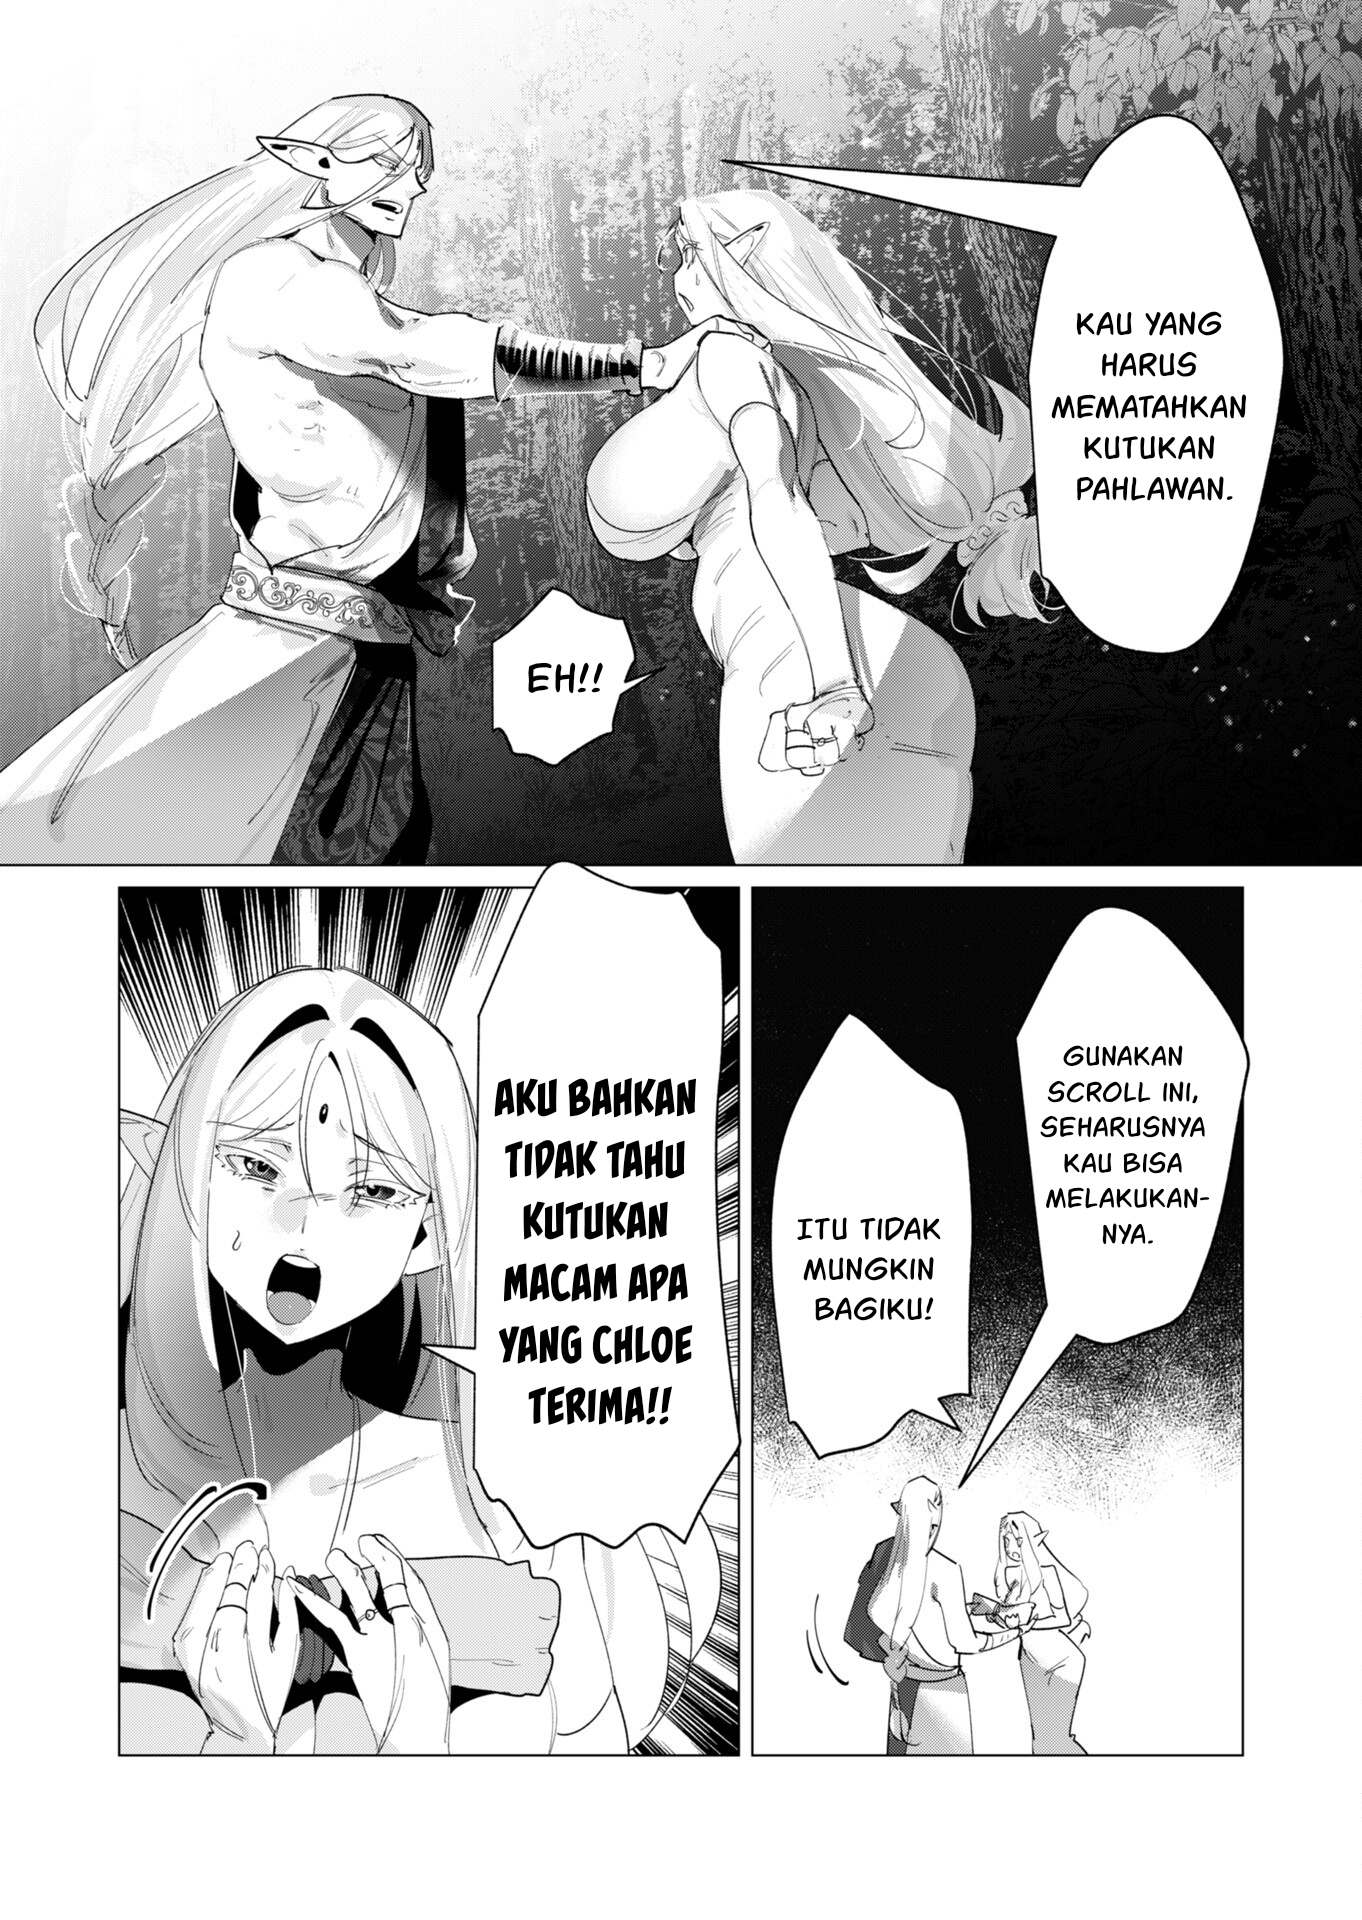 KAU YANG
HARUS
MEMATAHKAN
KUTUKAN
PAHLAWAN.
EH!!
GUNAKAN
SCROLL INI,
SEHARUSNYA
KAU BISA
MELAKUKAN-
NYA.
ITU TIDAK
MUNGKIN
BAGIKU!
AKU BAHKAN
TIDAK TAHU
KUTUKAN
MACAM APA
YANG CHLOE
TERIMA!!